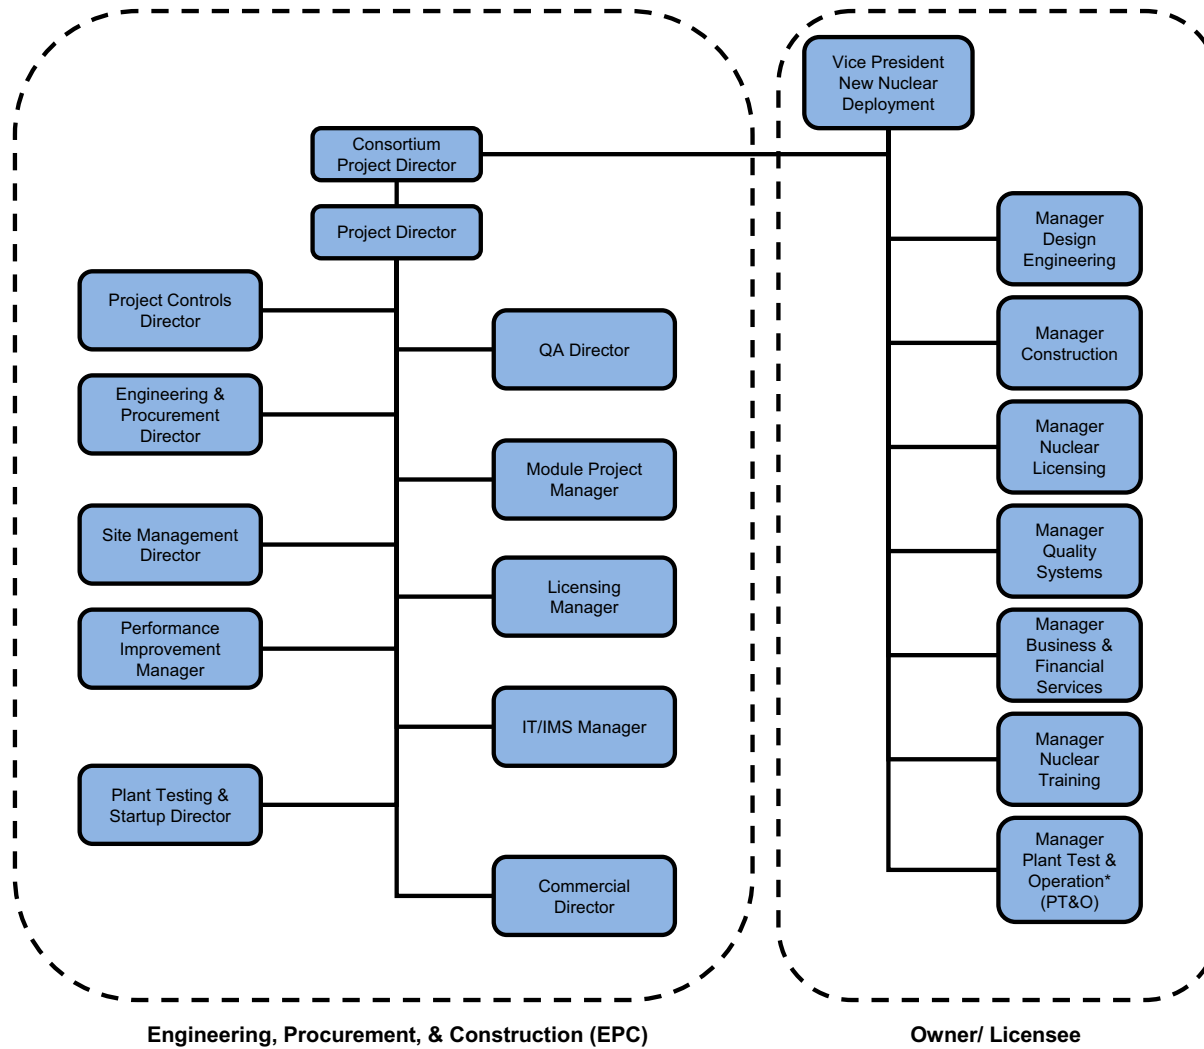 Vice President
New Nuclear
Deployment
Consortium
Project Director
Project Director
Project Controls
Director
QA Director
Engineering &
Procurement
Director
Module Project
Manager
Site Management
Director
Licensing
Manager
Performance
Improvement
Manager
IT/IMS Manager
Plant Testing &
Startup Director
Commercial
Director
Manager
Design
Engineering
Manager
Construction
Manager
Nuclear
Licensing
Manager
Quality
Systems
Manager
Business &
Financial
Services
Manager
Nuclear
Training
Manager
Plant Test &
Operation*
(PT&O)
Engineering, Procurement, & Construction (EPC)
Owner/ Licensee